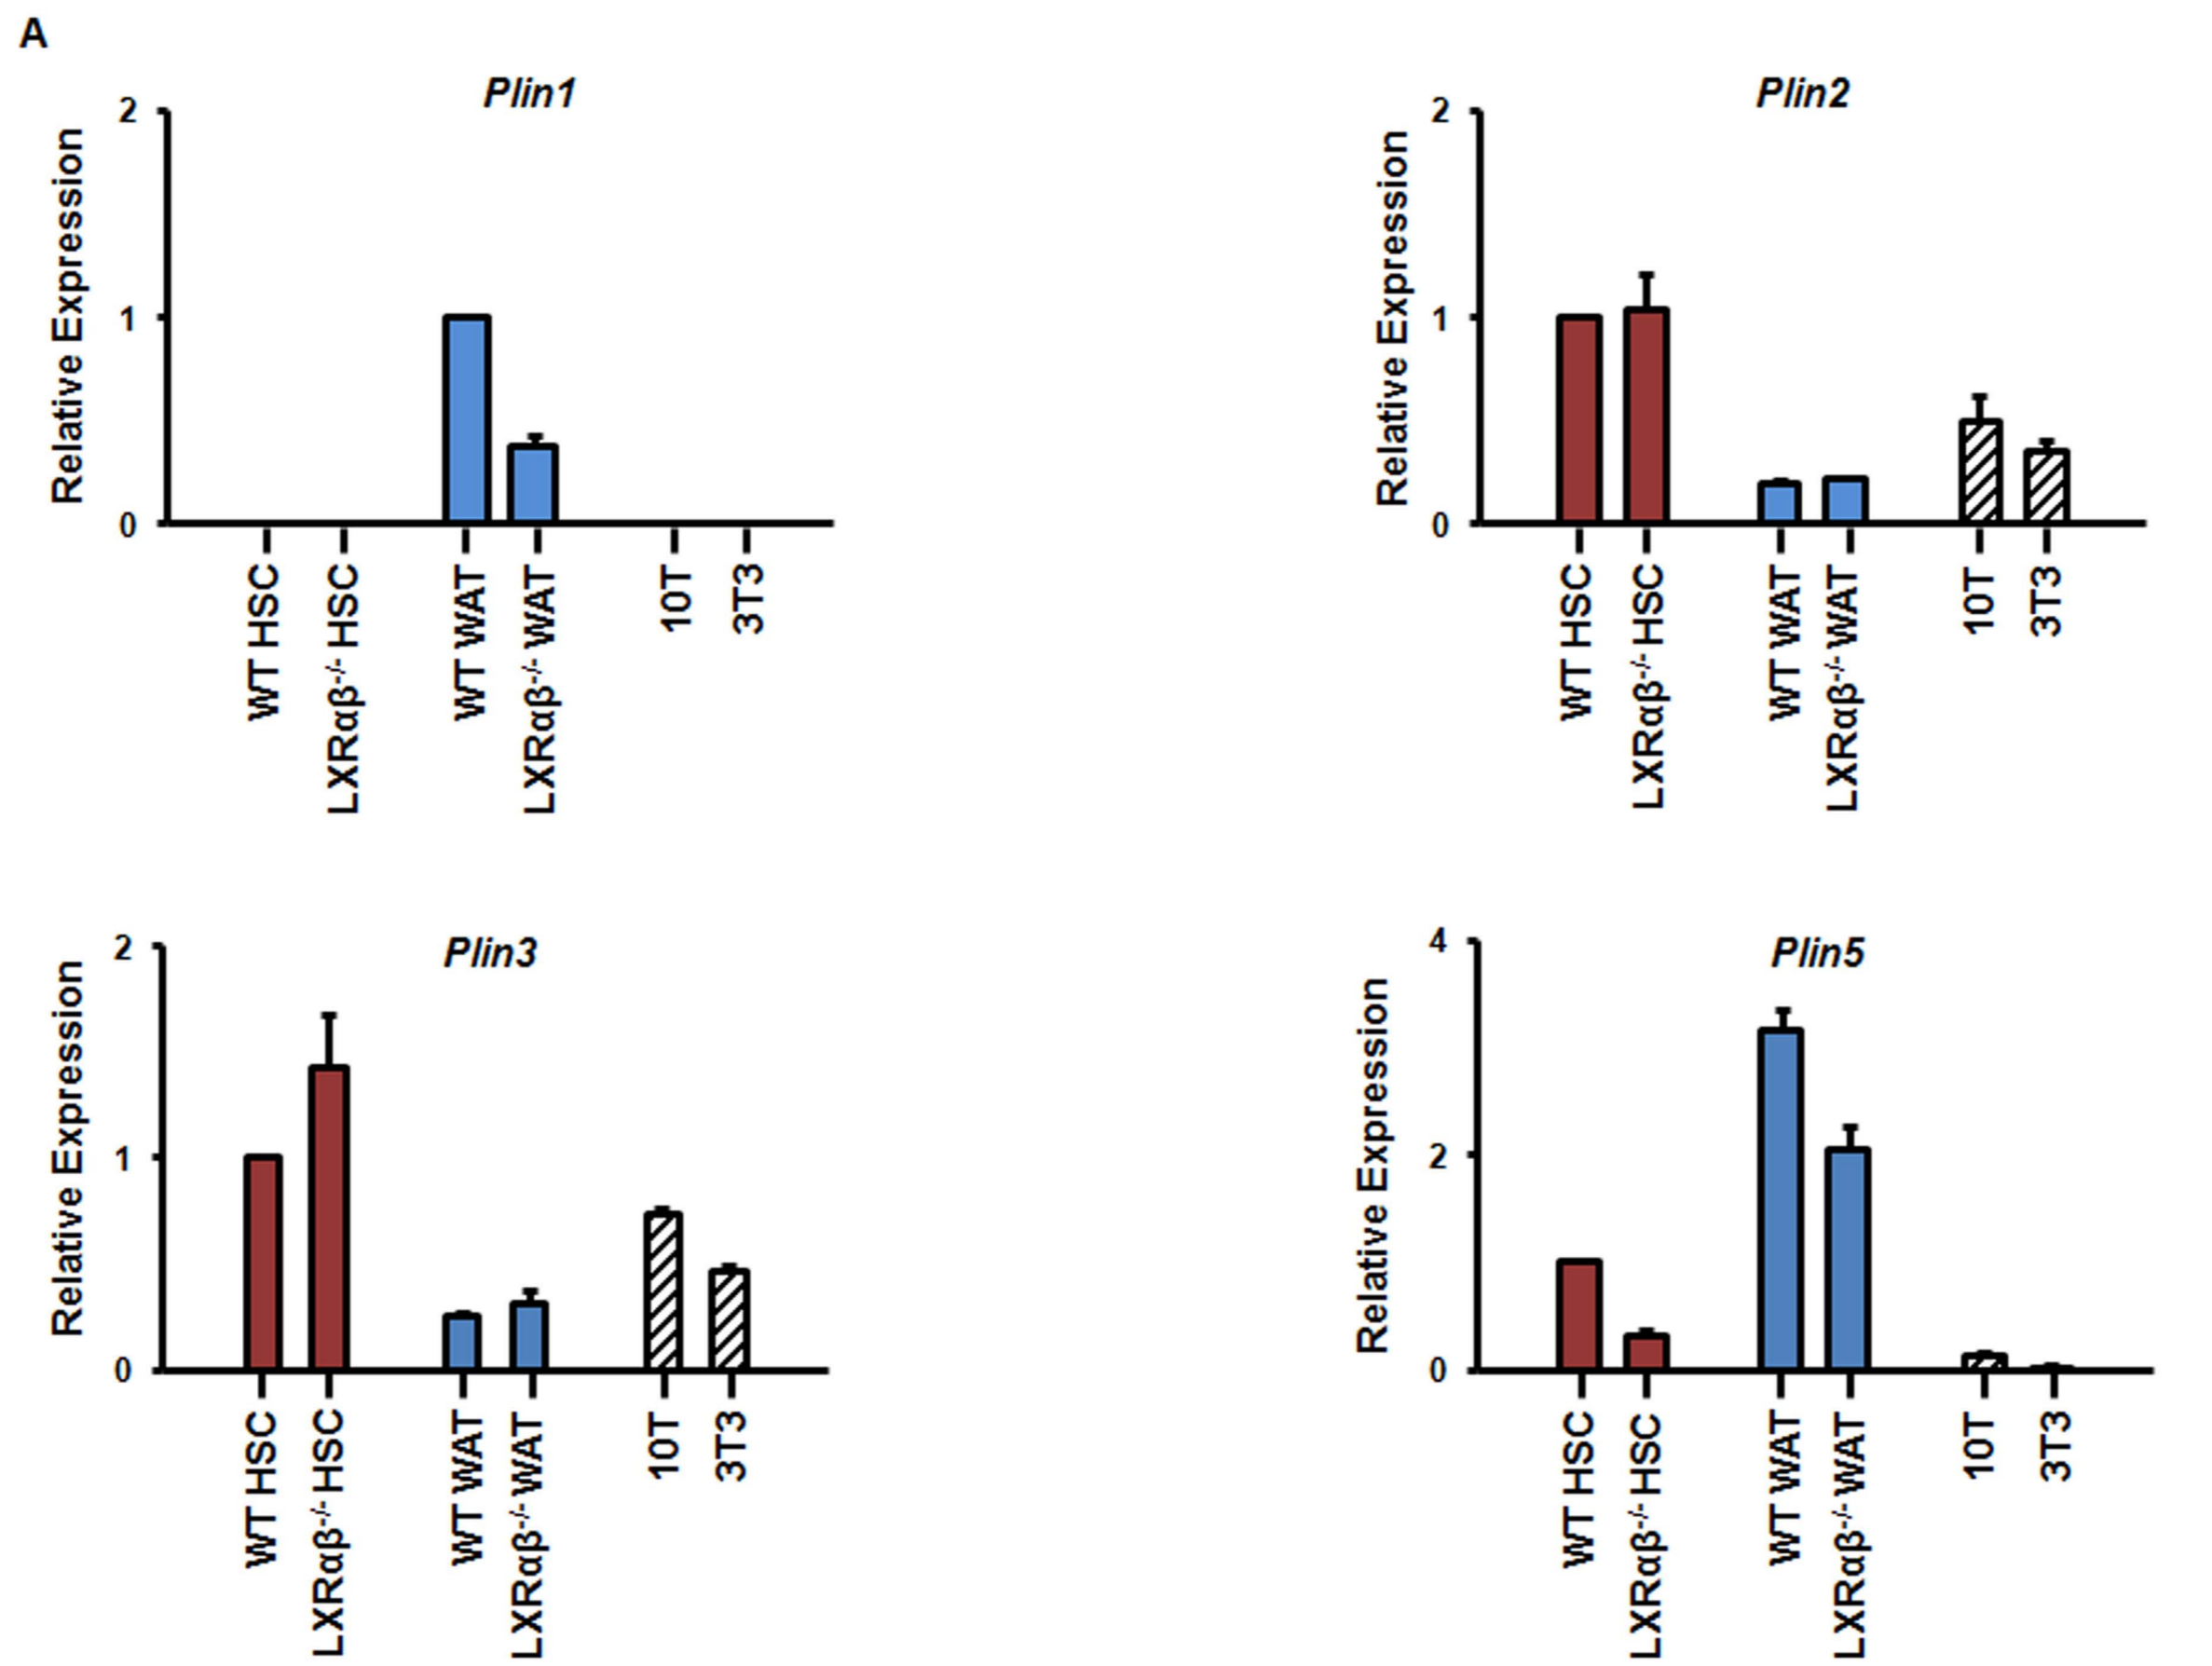 A
Plin1
Relative Expression
2
1
0
WT HSC
LXRαβ-/- HSC
WT WAT
LXRαβ-/- WAT
10T
3T3
Plin2
Relative Expression
2
1
0
WT HSC
LXRαβ-/- HSC
WT WAT
LXRαβ-/- WAT
10T
3T3
Plin3
Relative Expression
2
1
0
WT HSC
LXRαβ-/- HSC
WT WAT
LXRαβ-/- WAT
10T
3T3
Plin5
Relative Expression
4
2
0
WT HSC
LXRαβ-/- HSC
WT WAT
LXRαβ-/- WAT
10T
3T3